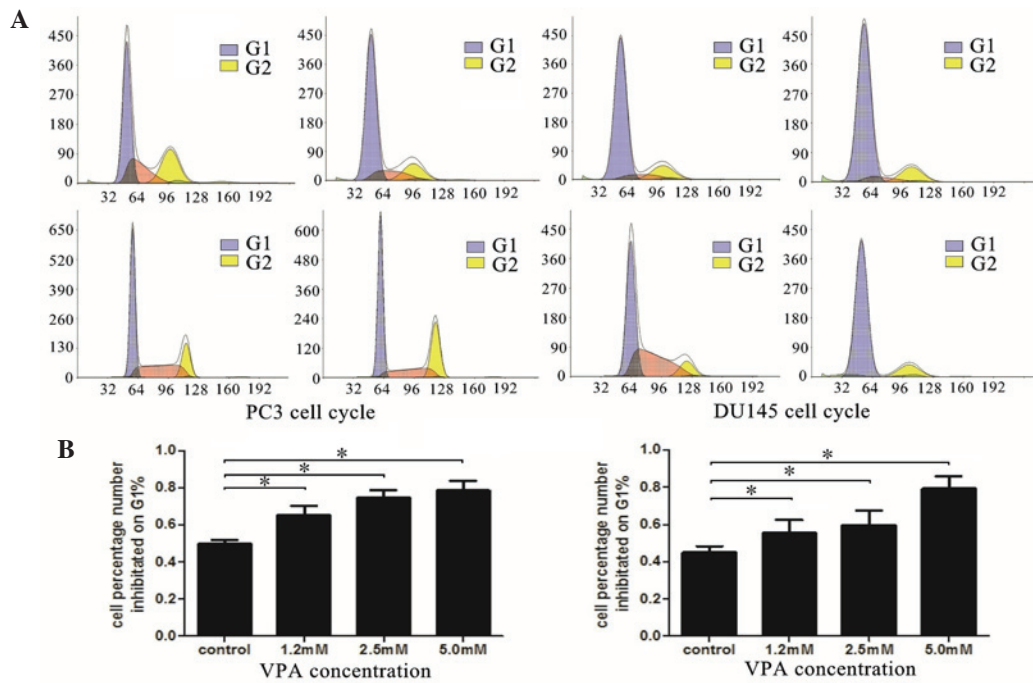 A
450
360
270
180
90
0
32 64 96 128 160 192
G1
G2
450
360
270
180
90
0
32 64 96 128 160 192
G1
G2
450
360
270
180
90
0
32 64 96 128 160 192
G1
G2
450
360
270
180
90
0
32 64 96 128 160 192
G1
G2
650
520
390
260
130
0
32 64 96 128 160 192
G1
G2
600
480
360
240
120
0
32 64 96 128 160 192
G1
G2
450
360
270
180
90
0
32 64 96 128 160 192
G1
G2
450
360
270
180
90
0
32 64 96 128 160 192
G1
G2
PC3 cell cycle
DU145 cell cycle
B
cell percentage number
inhibitated on G1%
1.0
0.8
0.6
0.4
0.2
0.0
*
*
*
control 1.2mM 2.5mM 5.0mM
VPA concentration
cell percentage number
inhibitated on G1%
1.0
0.8
0.6
0.4
0.2
0.0
*
*
*
control 1.2mM 2.5mM 5.0mM
VPA concentration